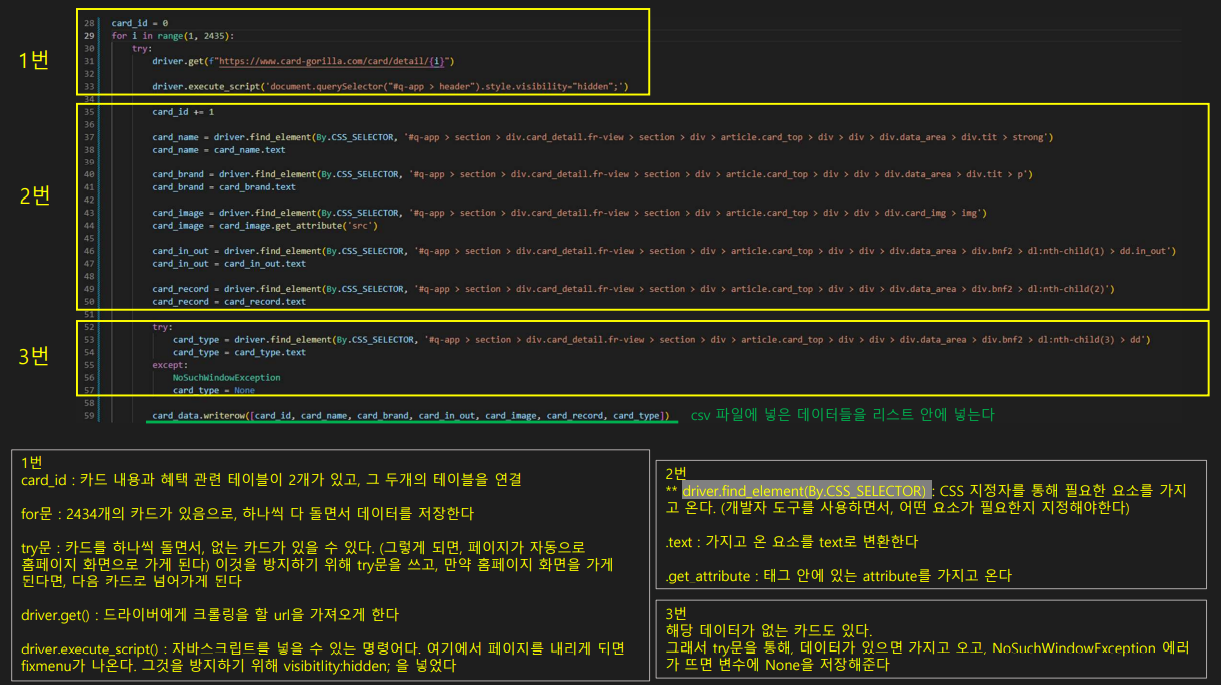 1번
28 card_id = 0
29 for i in range(1, 2435):
30 try:
31 driver.get(f"https://www.card-gorilla.com/card/detail/{i}")
32
33 driver.execute_script('document.querySelector("#q-app > header").style.visibility="hidden";')
34
2번
35 card_id += 1
36
37 card_name = driver.find_element(By.CSS_SELECTOR, '#q-app > section > div.card_detail.fr-view > section > div > article.card_top > div > div > div.data_area > div.tit > strong')
38 card_name = card_name.text
39
40 card_brand = driver.find_element(By.CSS_SELECTOR, '#q-app > section > div.card_detail.fr-view > section > div > article.card_top > div > div > div.data_area > div.tit > p')
41 card_brand = card_brand.text
42
43 card_image = driver.find_element(By.CSS_SELECTOR, '#q-app > section > div.card_detail.fr-view > section > div > article.card_top > div > div > div.card_img > img')
44 card_image = card_image.get_attribute('src')
45
46 card_in_out = driver.find_element(By.CSS_SELECTOR, '#q-app > section > div.card_detail.fr-view > section > div > article.card_top > div > div > div.data_area > div.bnf2 > dl:nth-child(1) > dd.in_out')
47 card_in_out = card_in_out.text
48
49 card_record = driver.find_element(By.CSS_SELECTOR, '#q-app > section > div.card_detail.fr-view > section > div > article.card_top > div > div > div.data_area > div.bnf2 > dl:nth-child(2)')
50 card_record = card_record.text
51
3번
52 try:
53 card_type = driver.find_element(By.CSS_SELECTOR, '#q-app > section > div.card_detail.fr-view > section > div > article.card_top > div > div > div.data_area > div.bnf2 > dl:nth-child(3) > dd')
54 card_type = card_type.text
55 except:
56 NoSuchWindowException
57 card_type = None
58
59 card_data.writerow([card_id, card_name, card_brand, card_in_out, card_image, card_record, card_type]) csv 파일에 넣은 데이터들을 리스트 안에 넣는다
1번
card_id : 카드 내용과 혜택 관련 테이블이 2개가 있고, 그 두개의 테이블을 연결
for문 : 2434개의 카드가 있음으로, 하나씩 다 돌면서 데이터를 저장한다
try문 : 카드를 하나씩 돌면서, 없는 카드가 있을 수 있다. (그렇게 되면, 페이지가 자동으로
홈페이지 화면으로 가게 된다) 이것을 방지하기 위해 try문을 쓰고, 만약 홈페이지 화면을 가게
된다면, 다음 카드로 넘어가게 된다
driver.get() : 드라이버에게 크롤링을 할 url을 가져오게 한다
driver.execute_script() : 자바스크립트를 넣을 수 있는 명령어다. 여기에서 페이지를 내리게 되면
fixmenu가 나온다. 그것을 방지하기 위해 visibitlity:hidden; 을 넣었다
2번
** driver.find_element(By.CSS_SELECTOR) : CSS 지정자를 통해 필요한 요소를 가지
고 온다. (개발자 도구를 사용하면서, 어떤 요소가 필요한지 지정해야한다)
.text : 가지고 온 요소를 text로 변환한다
.get_attribute : 태그 안에 있는 attribute를 가지고 온다
3번
해당 데이터가 없는 카드도 있다.
그래서 try문을 통해, 데이터가 있으면 가지고 오고, NoSuchWindowException 에러
가 뜨면 변수에 None을 저장해준다